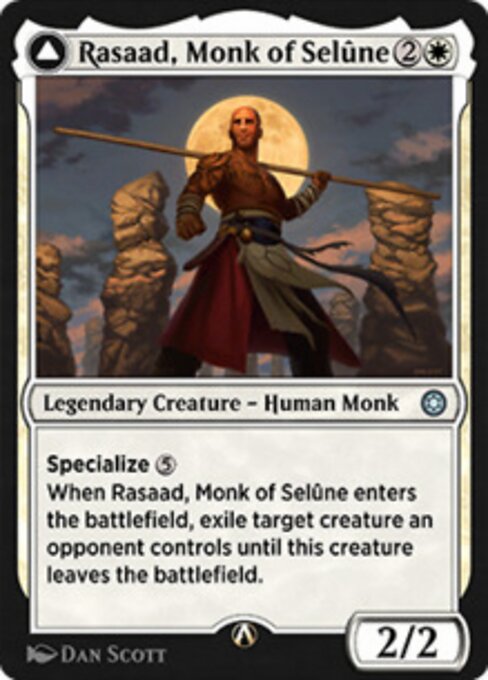 Rasaad, Monk of Selûne 2
Legendary Creature – Human Monk
Specialize 5
When Rasaad, Monk of Selûne enters
the battlefield, exile target creature an
opponent controls until this creature
leaves the battlefield.
2/2
Dan Scott